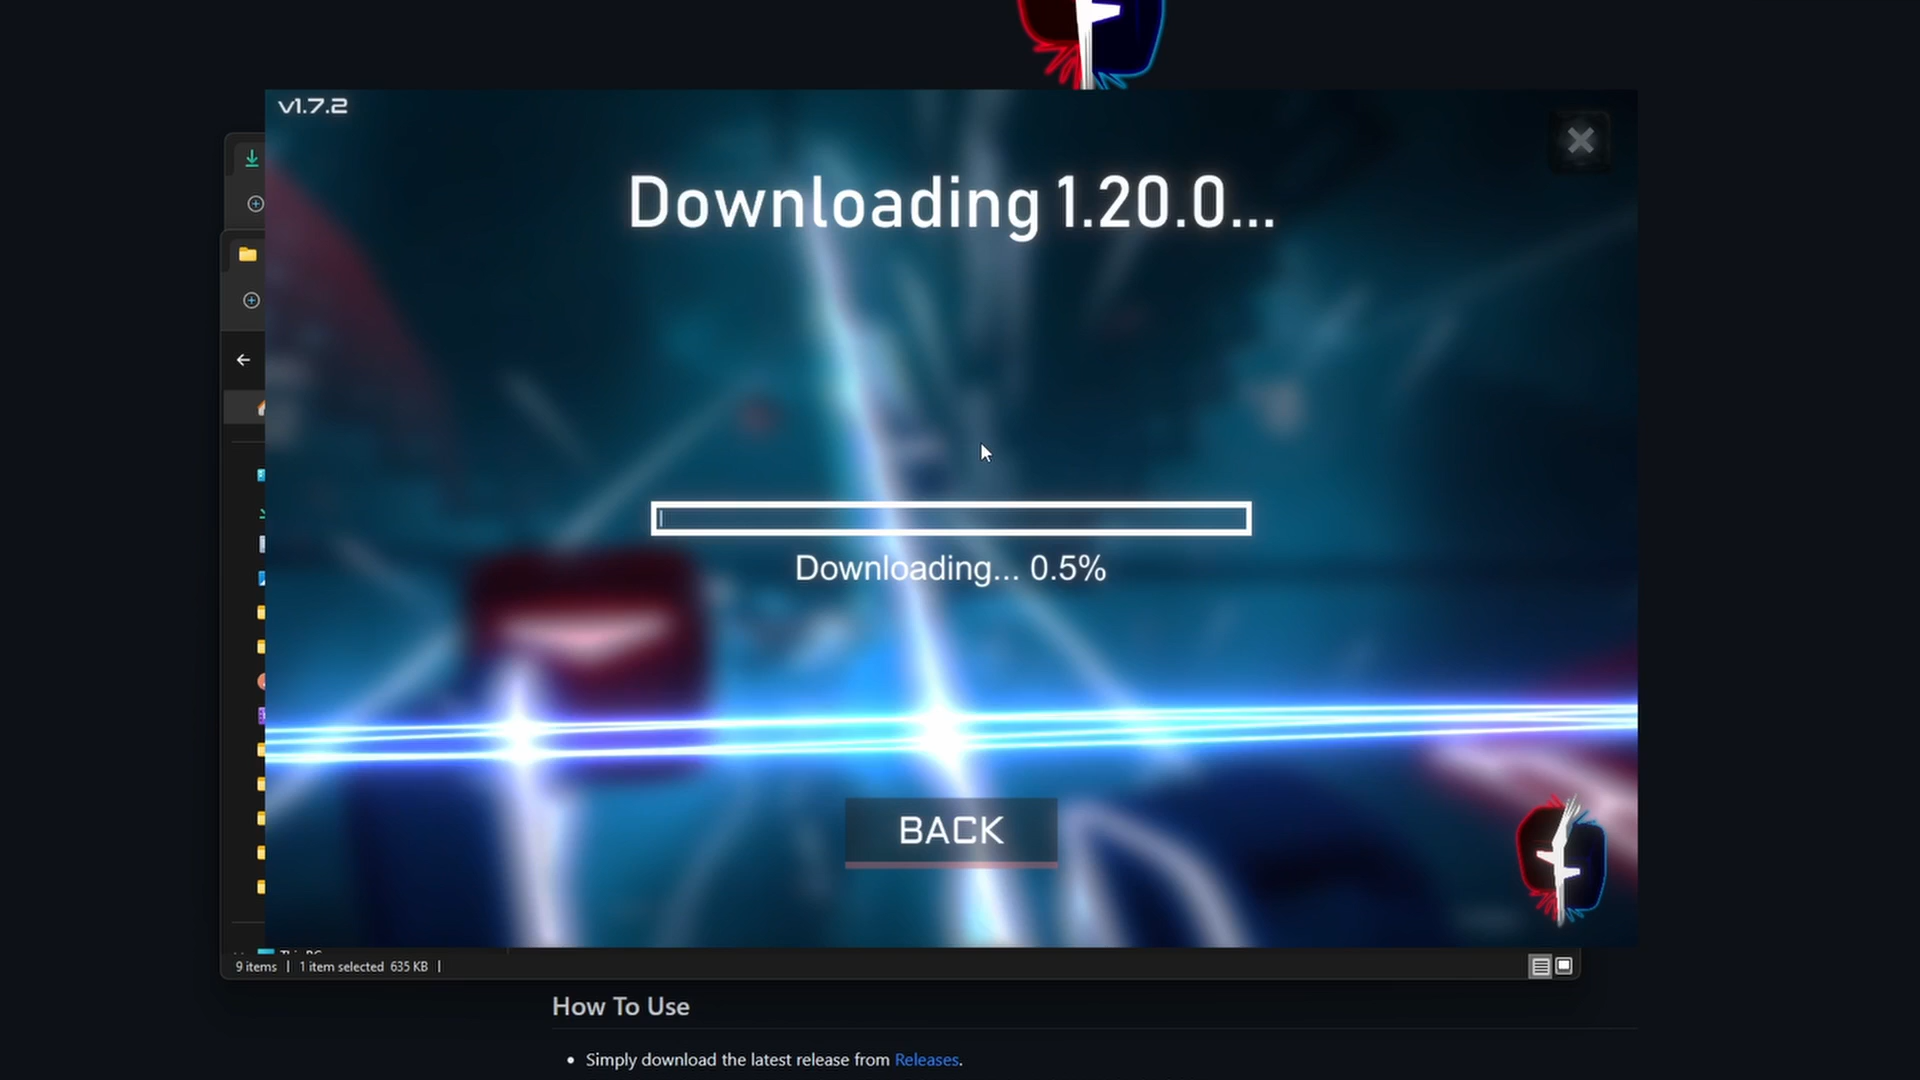 v1.7.2
Downloading 1.20.0...
Downloading... 0.5%
BACK
9 items | 1 item selected 635 KB |
How To Use
• Simply download the latest release from Releases.